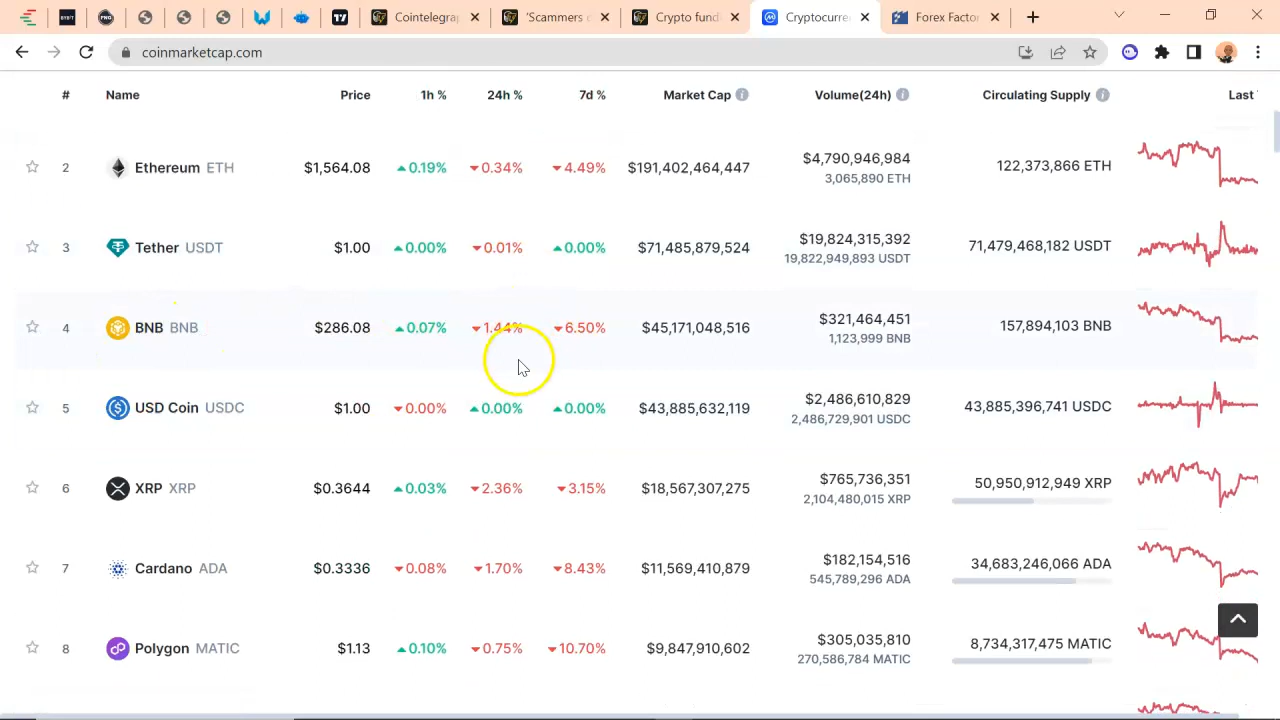 BYBIT
FNG
17
Cointelegra
'Scammers o
Crypto fund
Cryptocurre
Forex Facto
coinmarketcap.com
# Name Price 1h % 24h % 7d % Market Cap Volume(24h) Circulating Supply Last
2 Ethereum ETH $1,564.08 0.19% 0.34% 4.49% $191,402,464,447 $4,790,946,984 122,373,866 ETH
3,065,890 ETH
3 Tether USDT $1.00 0.00% 0.01% 0.00% $71,485,879,524 $19,824,315,392 71,479,468,182 USDT
19,822,949,893 USDT
4 BNB BNB $286.08 0.07% 1.44% 6.50% $45,171,048,516 $321,464,451 157,894,103 BNB
1,123,999 BNB
5 USD Coin USDC $1.00 0.00% 0.00% 0.00% $43,885,632,119 $2,486,610,829 43,885,396,741 USDC
2,486,729,901 USDC
6 XRP XRP $0.3644 0.03% 2.36% 3.15% $18,567,307,275 $765,736,351 50,950,912,949 XRP
2,104,480,015 XRP
7 Cardano ADA $0.3336 0.08% 1.70% 8.43% $11,569,410,879 $182,154,516 34,683,246,066 ADA
545,789,296 ADA
8 Polygon MATIC $1.13 0.10% 0.75% 10.70% $9,847,910,602 $305,035,810 8,734,317,475 MATIC
270,586,784 MATIC